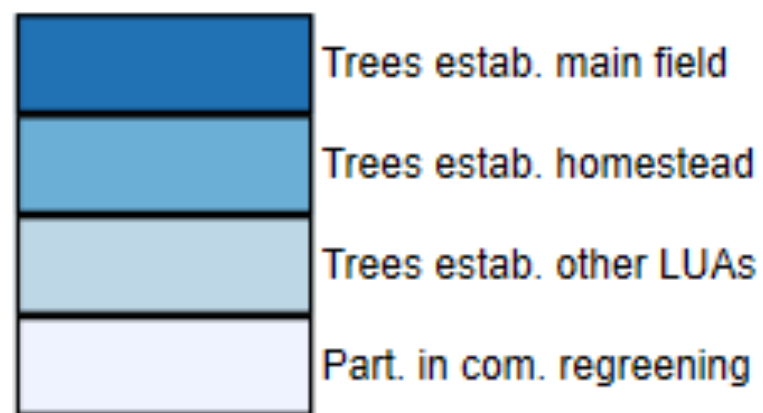 Trees estab. main field
Trees estab. homestead
Trees estab. other LUAs
Part. in com. regreening